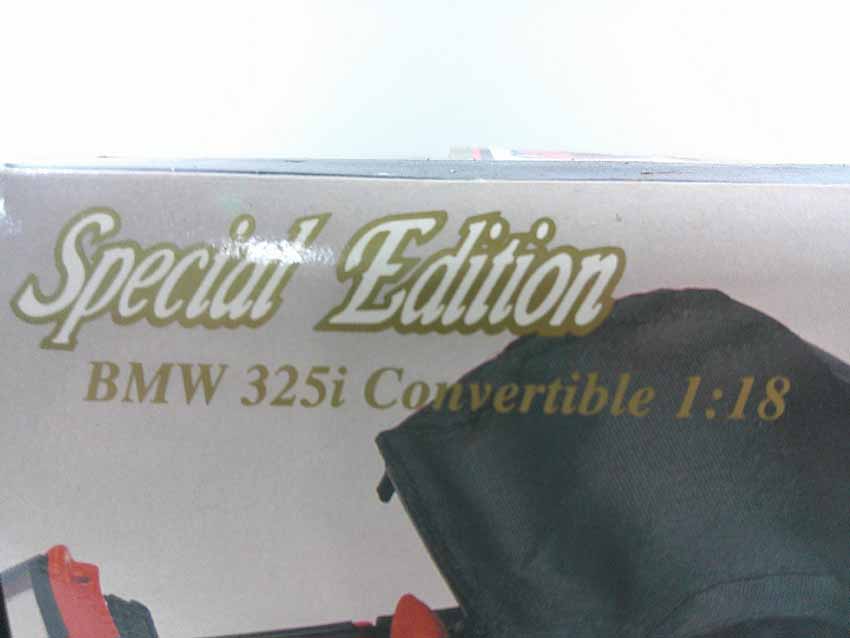 Special Edition
BMW 325i Convertible 1:18